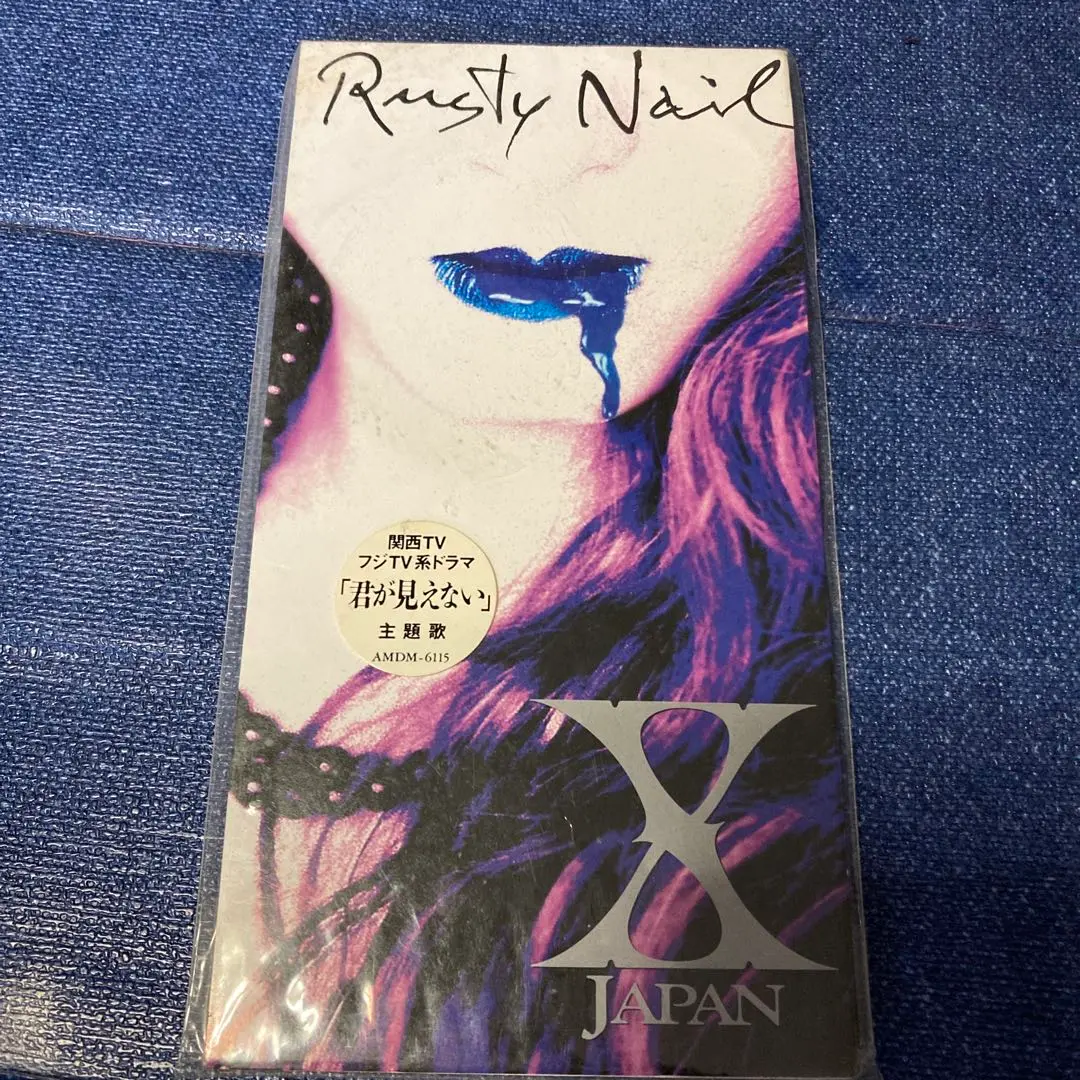 Rusty Nail
関西TV
フジTV系ドラマ
「君が見えない」
主題歌
AMDM-6115
X
JAPAN